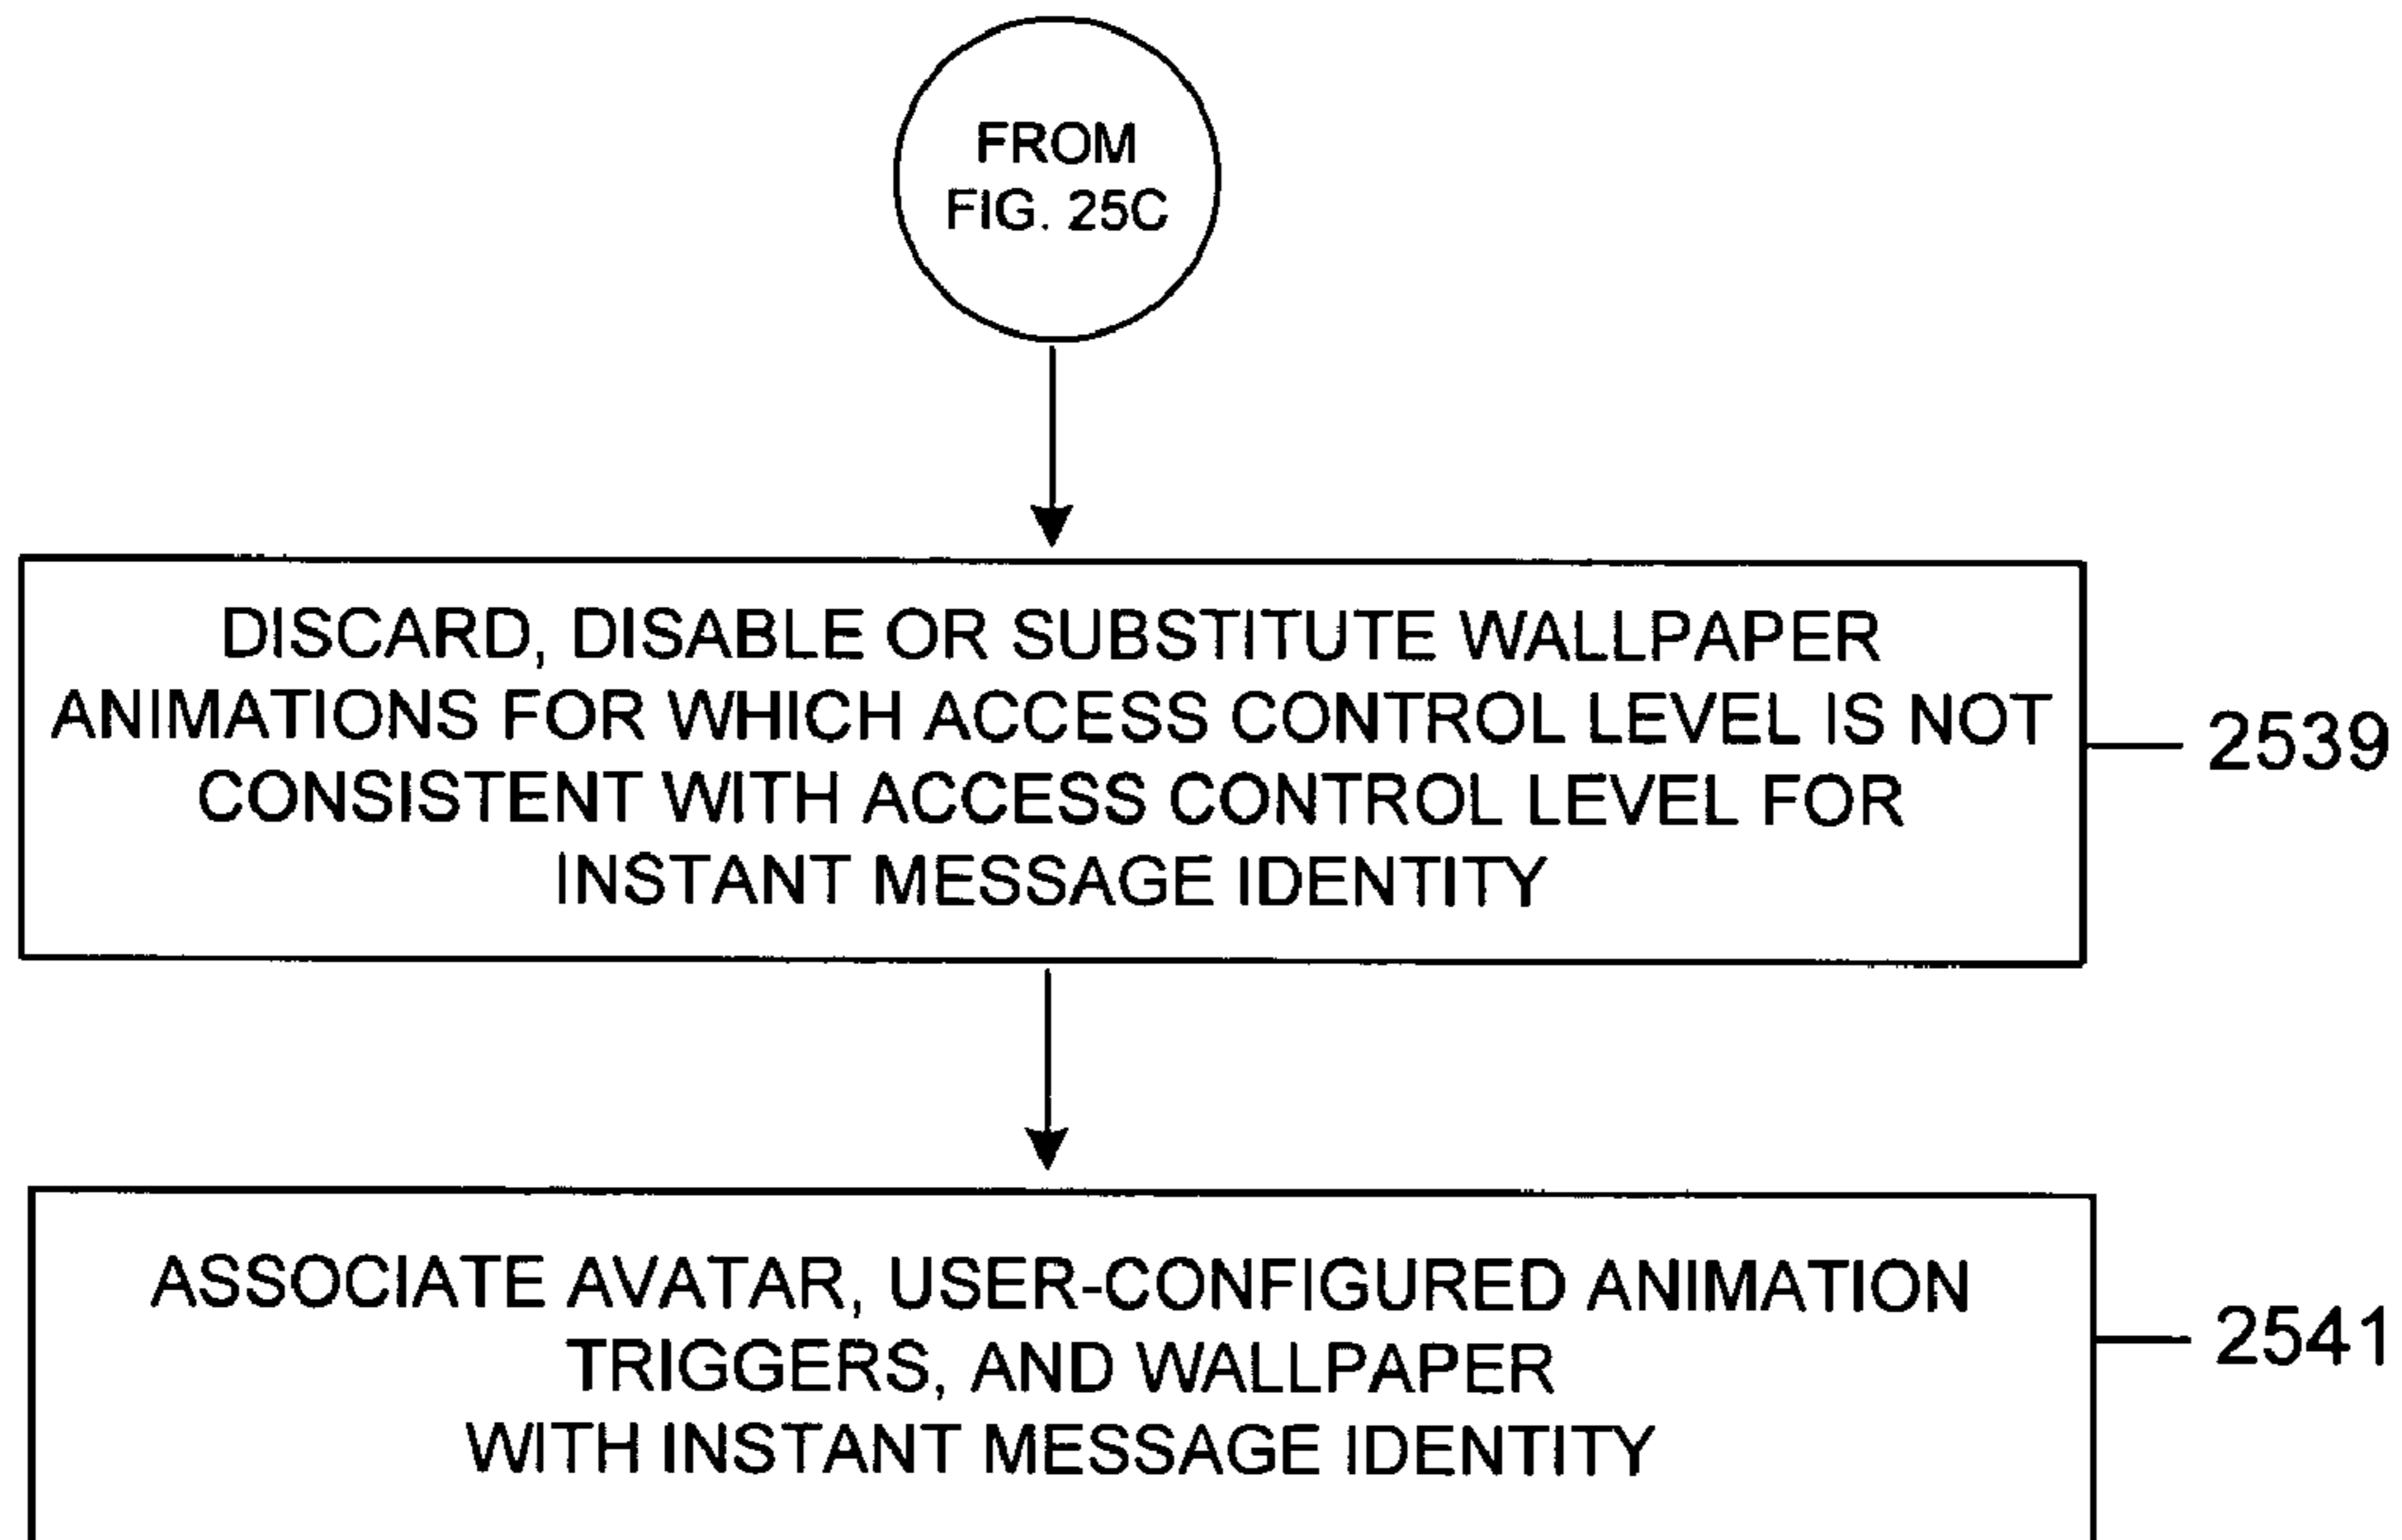 FROM
FIG. 25C
DISCARD, DISABLE OR SUBSTITUTE WALLPAPER
ANIMATIONS FOR WHICH ACCESS CONTROL LEVEL IS NOT
CONSISTENT WITH ACCESS CONTROL LEVEL FOR
INSTANT MESSAGE IDENTITY
2539
ASSOCIATE AVATAR, USER-CONFIGURED ANIMATION
TRIGGERS, AND WALLPAPER
WITH INSTANT MESSAGE IDENTITY
2541